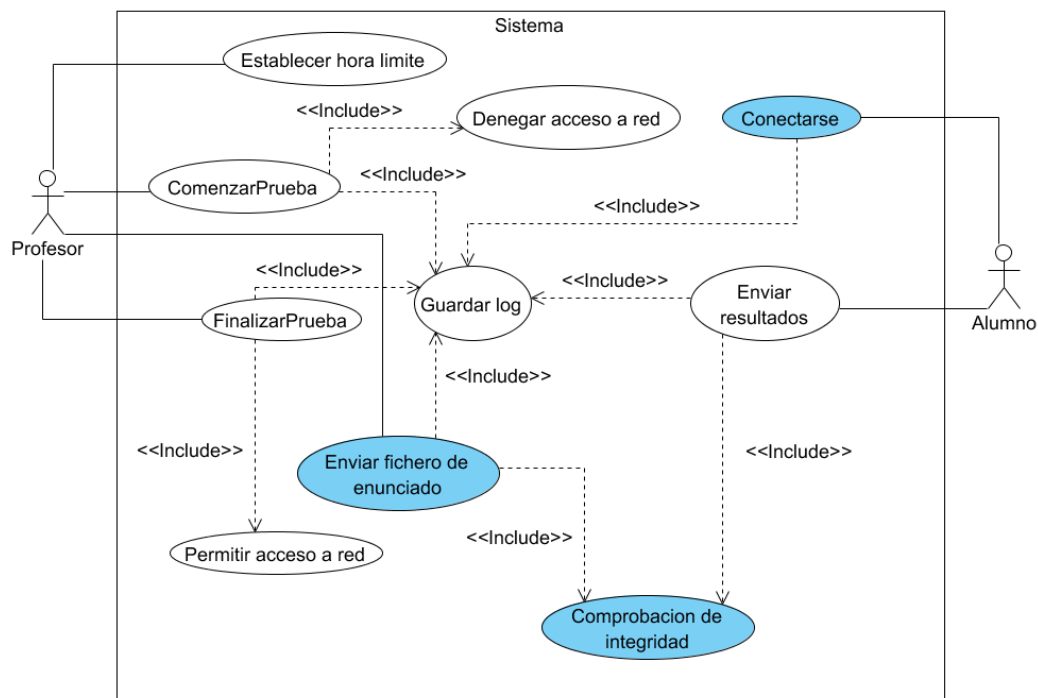 Sistema
Establecer hora limite
<<Include>>
Denegar acceso a red
Conectarse
ComenzarPrueba
<<Include>>
<<Include>>
Profesor
<<Include>>
<<Include>>
FinalizarPrueba
Guardar log
Enviar
resultados
Alumno
<<Include>>
<<Include>>
<<Include>>
Enviar fichero de
enunciado
<<Include>>
Permitir acceso a red
Comprobacion de
integridad